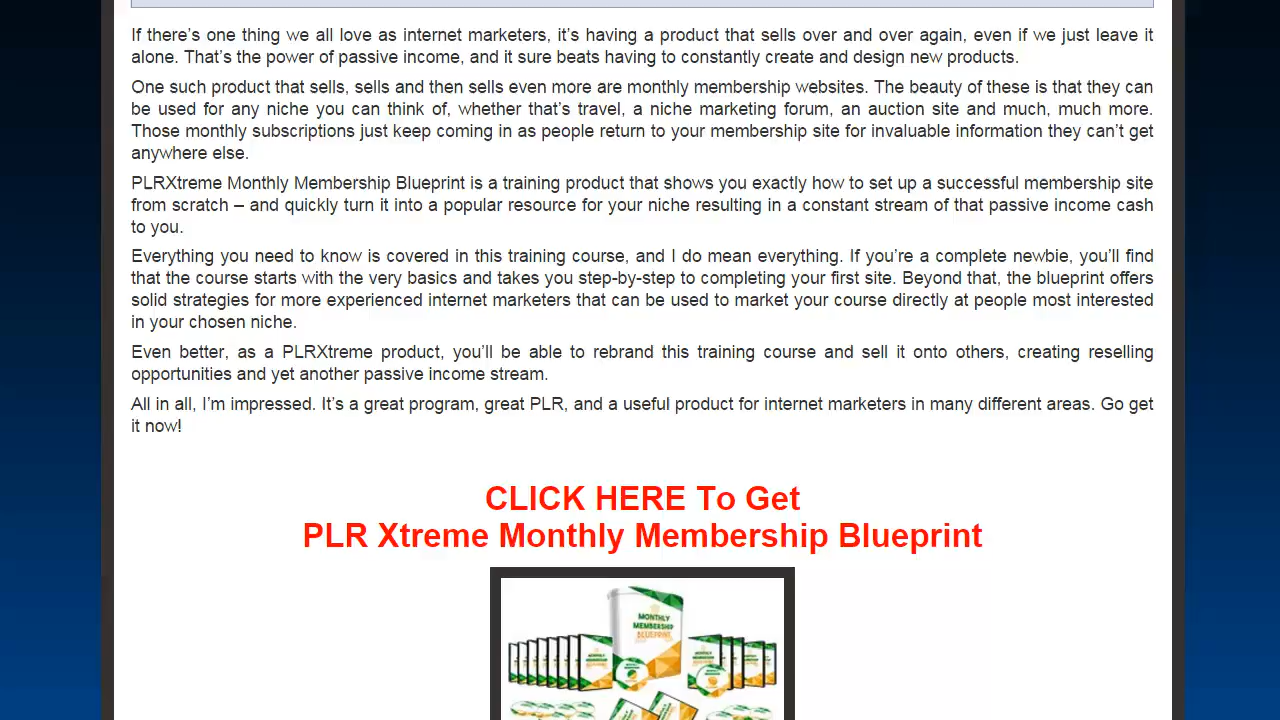 If there’s one thing we all love as internet marketers, it’s having a product that sells over and over again, even if we just leave it
alone. That’s the power of passive income, and it sure beats having to constantly create and design new products.
One such product that sells, sells and then sells even more are monthly membership websites. The beauty of these is that they can
be used for any niche you can think of, whether that’s travel, a niche marketing forum, an auction site and much, much more.
Those monthly subscriptions just keep coming in as people return to your membership site for invaluable information they can’t get
anywhere else.
PLRXtreme Monthly Membership Blueprint is a training product that shows you exactly how to set up a successful membership site
from scratch – and quickly turn it into a popular resource for your niche resulting in a constant stream of that passive income cash
to you.
Everything you need to know is covered in this training course, and I do mean everything. If you’re a complete newbie, you’ll find
that the course starts with the very basics and takes you step-by-step to completing your first site. Beyond that, the blueprint offers
solid strategies for more experienced internet marketers that can be used to market your course directly at people most interested
in your chosen niche.
Even better, as a PLRXtreme product, you’ll be able to rebrand this training course and sell it onto others, creating reselling
opportunities and yet another passive income stream.
All in all, I’m impressed. It’s a great program, great PLR, and a useful product for internet marketers in many different areas. Go get
it now!
CLICK HERE To Get
PLR Xtreme Monthly Membership Blueprint
MONTHLY
MEMBERSHIP
BLUEPRINT